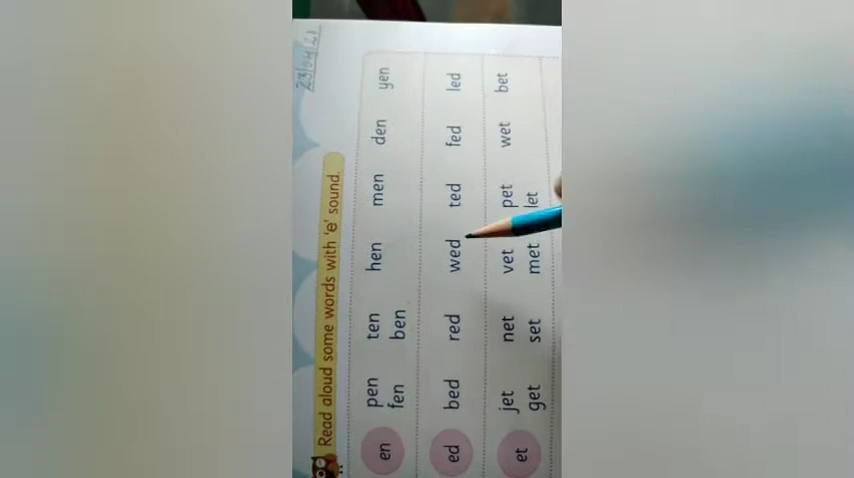 23/04/21
Read aloud some words with 'e' sound.
en pen ten hen men den yen
fen ben
ed bed red wed ted fed led
et jet net vet pet wet bet
get set met let